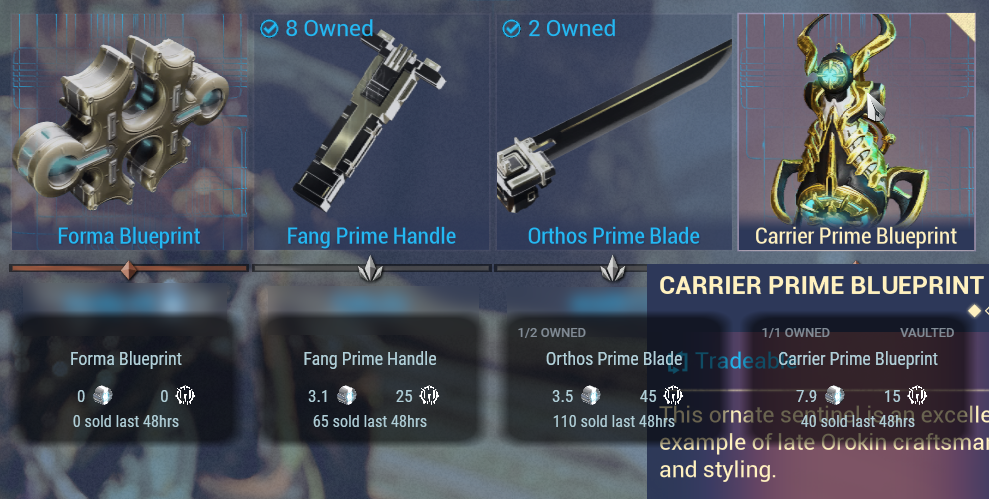 8 Owned
2 Owned
Forma Blueprint
Fang Prime Handle
Orthos Prime Blade
Carrier Prime Blueprint
CARRIER PRIME BLUEPRINT
1/2 OWNED
1/1 OWNED VAULTED
Forma Blueprint
Fang Prime Handle
Orthos Prime Blade
Tradeable
Carrier Prime Blueprint
0 0
3.1 25
3.5 45
7.9 15
0 sold last 48hrs
65 sold last 48hrs
110 sold last 48hrs
40 sold last 48hrs
This ornate sentinel is an excelle
example of late Orokin craftsman
and styling.